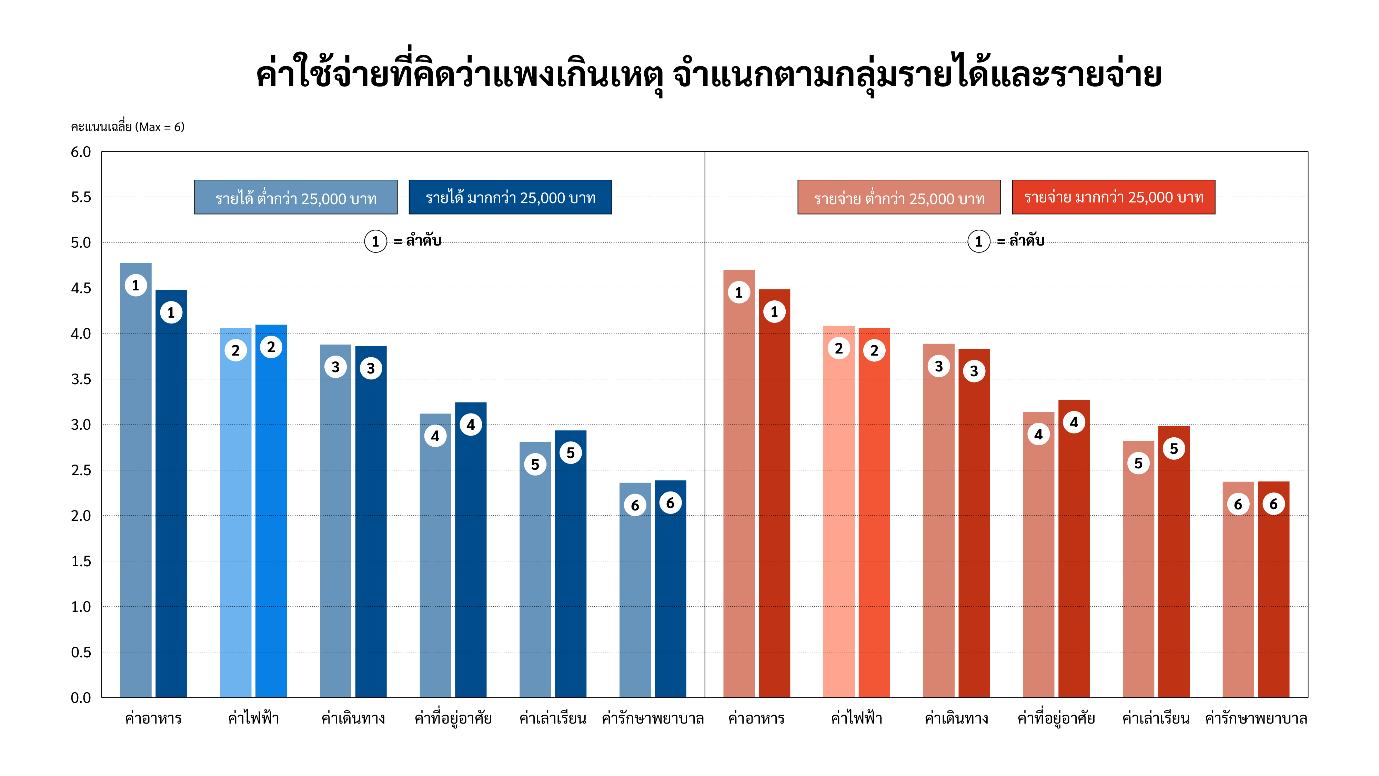 ค่าใช้จ่ายที่คิดว่าแพงเกินเหตุ จำแนกตามกลุ่มรายได้และรายจ่าย
คะแนนเฉลี่ย (Max = 6)
6.0
5.5
5.0
4.5
4.0
3.5
3.0
2.5
2.0
1.5
1.0
0.5
0.0
รายได้ ต่ำกว่า 25,000 บาท
รายได้ มากกว่า 25,000 บาท
1 = ลำดับ
1 1 2 2 3 3 4 4 5 5 6 6
ค่าอาหาร ค่าไฟฟ้า ค่าเดินทาง ค่าที่อยู่อาศัย ค่าเล่าเรียน ค่ารักษาพยาบาล
รายจ่าย ต่ำกว่า 25,000 บาท
รายจ่าย มากกว่า 25,000 บาท
1 = ลำดับ
1 1 2 2 3 3 4 4 5 5 6 6
ค่าอาหาร ค่าไฟฟ้า ค่าเดินทาง ค่าที่อยู่อาศัย ค่าเล่าเรียน ค่ารักษาพยาบาล